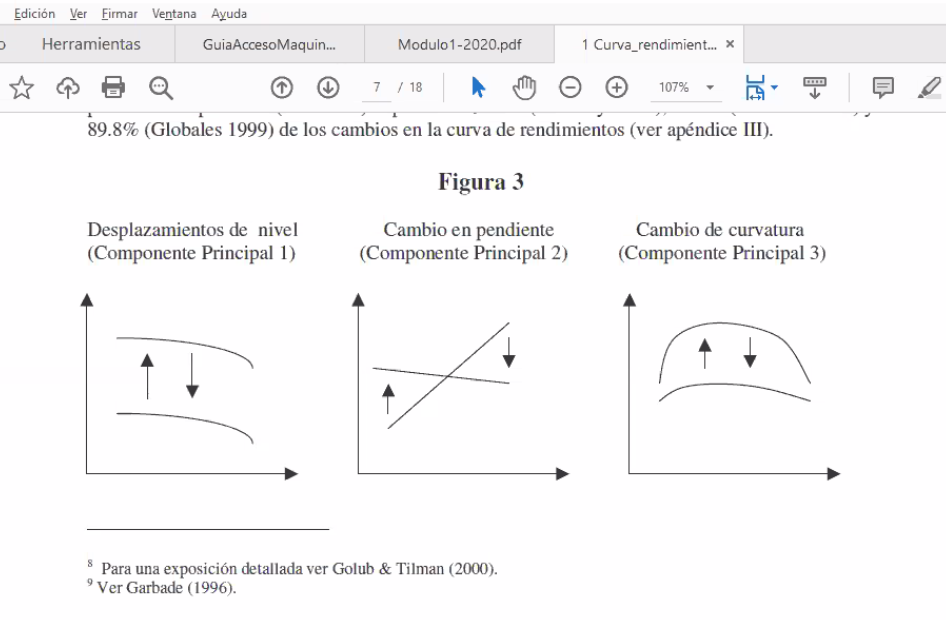 Edición Ver Firmar Ventana Ayuda
Herramientas GuiaAccesoMaquin... Modulo1-2020.pdf 1 Curva_rendimient... ×
7 / 18 107%
89.8% (Globales 1999) de los cambios en la curva de rendimientos (ver apéndice III).
Figura 3
Desplazamientos de nivel
(Componente Principal 1)
Cambio en pendiente
(Componente Principal 2)
Cambio de curvatura
(Componente Principal 3)
8 Para una exposición detallada ver Golub & Tilman (2000).
9 Ver Garbade (1996).